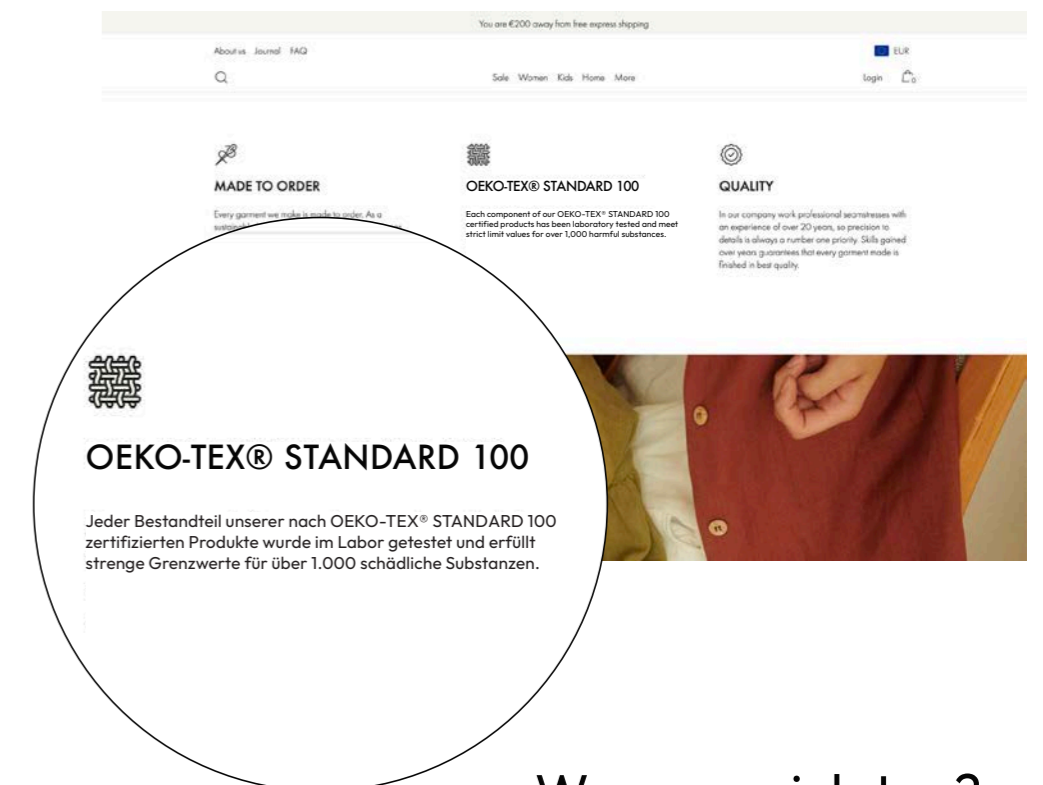 You are €200 away from free express shipping
About us Journal FAQ
EUR
Sale Women Kids Home More
Login 0
MADE TO ORDER
Every garment we make is made to order. As a
OEKO-TEX® STANDARD 100
Each component of our OEKO-TEX® STANDARD 100
certified products has been laboratory tested and meet
strict limit values for over 1,000 harmful substances.
QUALITY
In our company work professional seamstresses with
an experience of over 20 years, so precision to
details is always a number one priority. Skills gained
over years guarantees that every garment made is
finished in best quality.
OEKO-TEX® STANDARD 100
Jeder Bestandteil unserer nach OEKO-TEX® STANDARD 100
zertifizierten Produkte wurde im Labor getestet und erfüllt
strenge Grenzwerte für über 1.000 schädliche Substanzen.